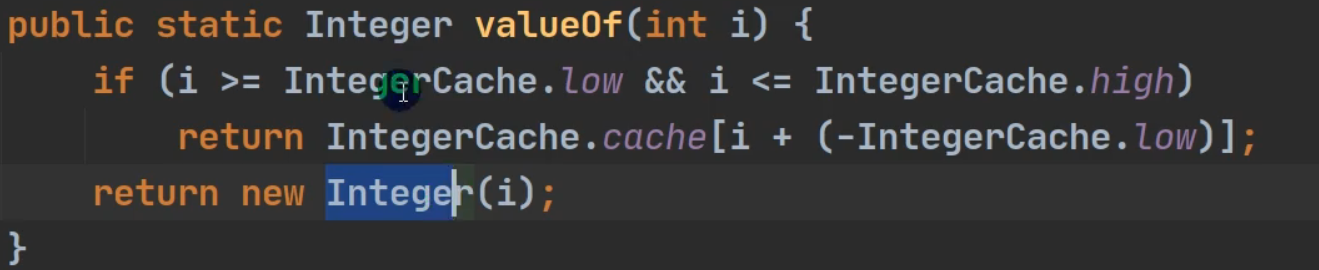 public static Integer valueOf(int i) {
    if (i >= IntegerCache.low && i <= IntegerCache.high)
        return IntegerCache.cache[i + (-IntegerCache.low)];
    return new Integer(i);
}